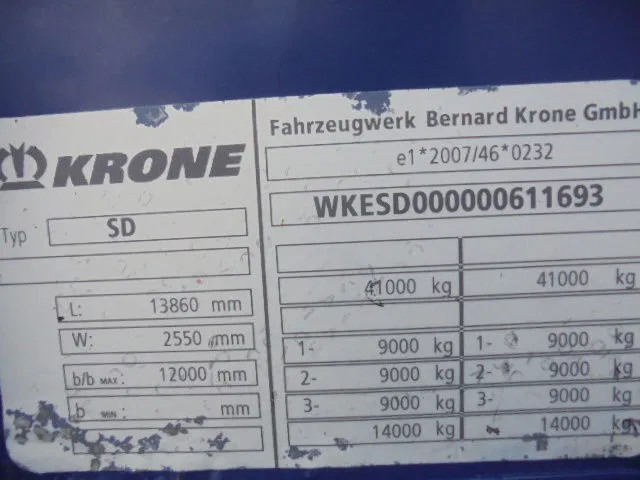 KRONE
Typ SD
L: 13860 mm
W: 2550 mm
b/b MAX: 12000 mm
b MIN: mm
Fahrzeugwerk Bernard Krone GmbH
e1*2007/46*0232
WKESD000000611693
41000 kg 41000 kg
1- 9000 kg 1- 9000 kg
2- 9000 kg 2- 9000 kg
3- 9000 kg 3- 9000 kg
14000 kg 14000 kg